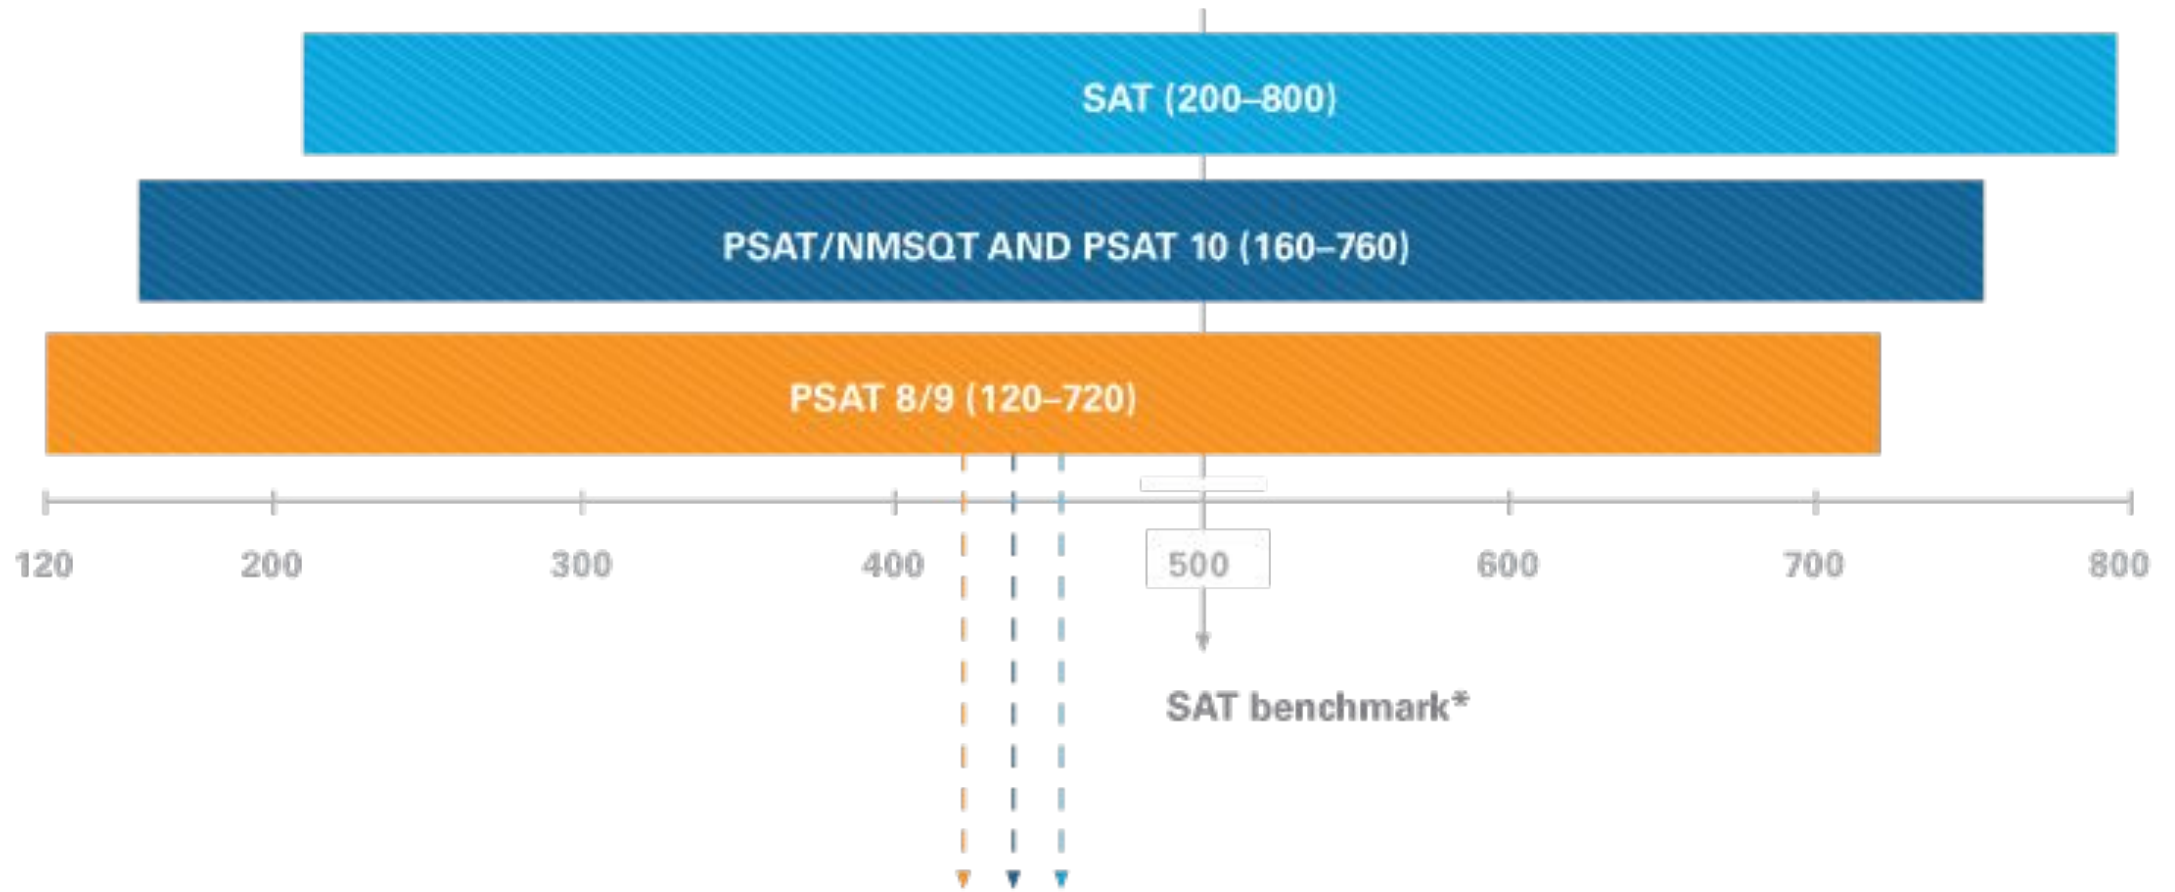 SAT (200–800)
PSAT/NMSQT AND PSAT 10 (160–760)
PSAT 8/9 (120–720)
120 200 300 400 500 600 700 800
SAT benchmark*